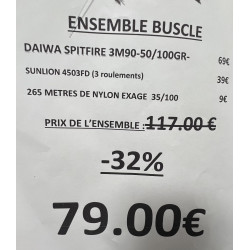 ENSEMBLE BUSCLE
DAIWA SPITFIRE 3M90-50/100GR- 69€
SUNLION 4503FD (3 roulements) 39€
265 METRES DE NYLON EXAGE 35/100 9€
PRIX DE L'ENSEMBLE :117.00 €
-32%
79.00€